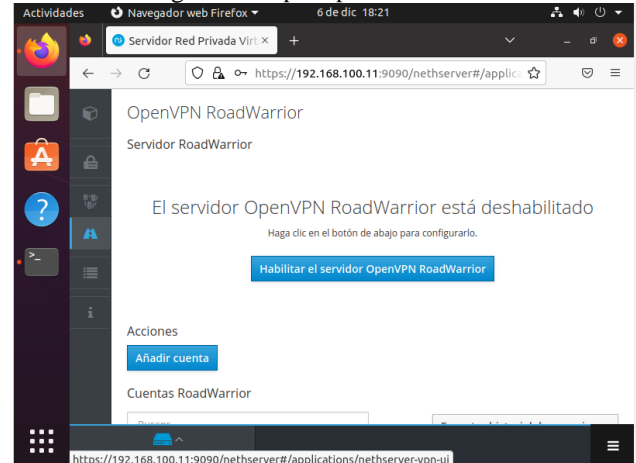 Actividades Navegador web Firefox 6 de dic 18:21
Servidor Red Privada Virt
https://192.168.100.11:9090/nethserver#/applic
OpenVPN RoadWarrior
Servidor RoadWarrior
El servidor OpenVPN RoadWarrior está deshabilitado
Haga clic en el botón de abajo para configurarlo.
Habilitar el servidor OpenVPN RoadWarrior
Acciones
Añadir cuenta
Cuentas RoadWarrior
https://192.168.100.11:9090/nethserver#/applications/nethserver-vpn-ui